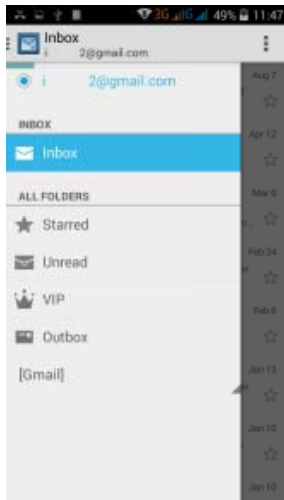 3G G 49% 11:47
Inbox
i 2@gmail.com
i 2@gmail.com
Aug 7
INBOX
Apr 12
Inbox
ALL FOLDERS
Mar 6
Starred
Unread
Feb 24
VIP
Feb 6
Outbox
[Gmail]
Jan 12
Jan 10
Jan 10